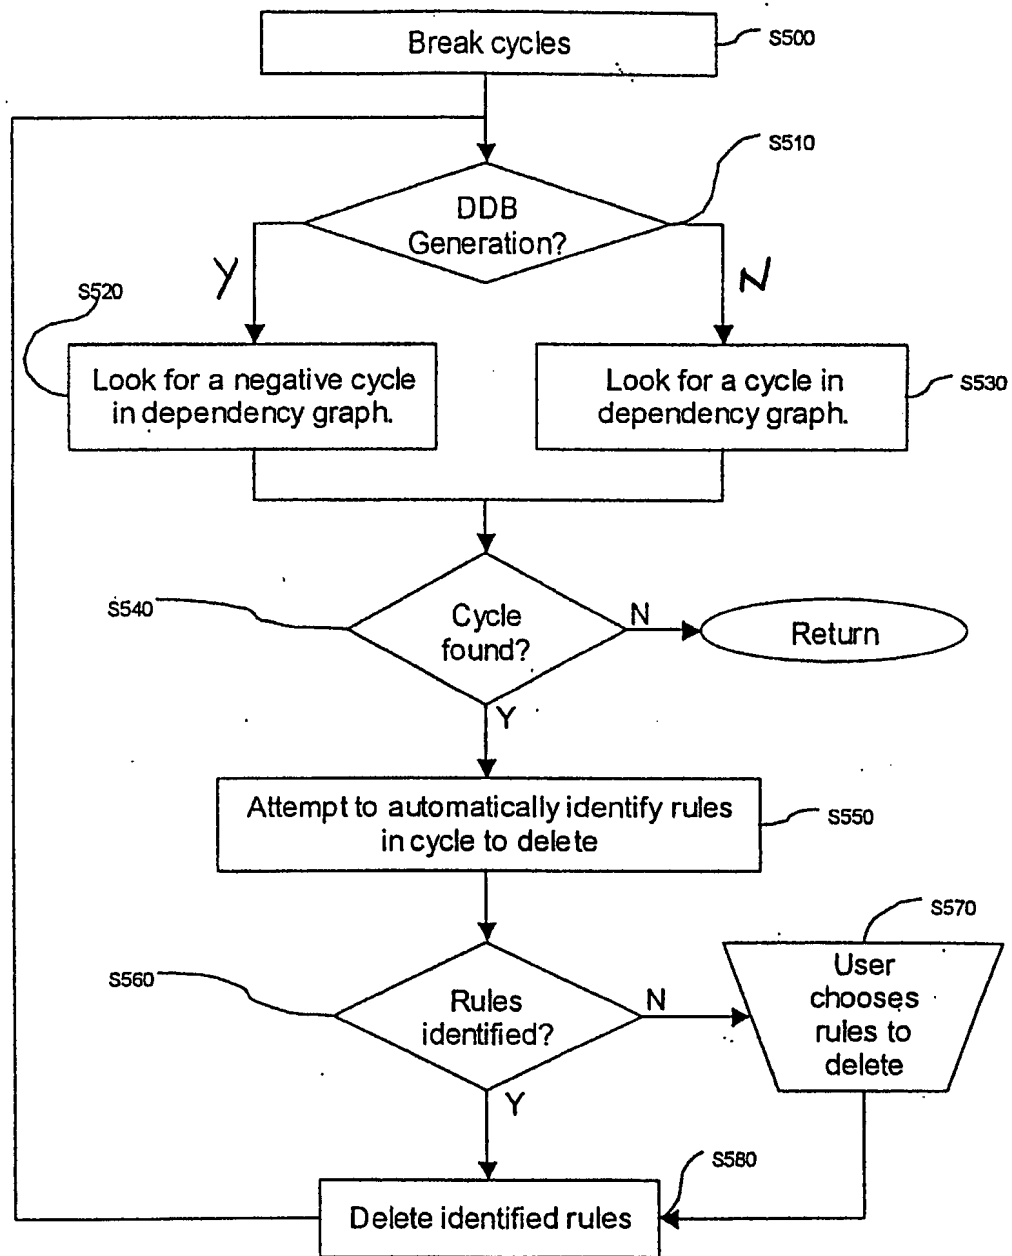 Break cycles
S500
S510
DDB
Generation?
Y
N
S520
Look for a negative cycle
in dependency graph.
Look for a cycle in
dependency graph.
S530
S540
Cycle
found?
N
Return
Y
Attempt to automatically identify rules
in cycle to delete
S550
S570
S560
Rules
identified?
N
User
chooses
rules to
delete
Y
S580
Delete identified rules